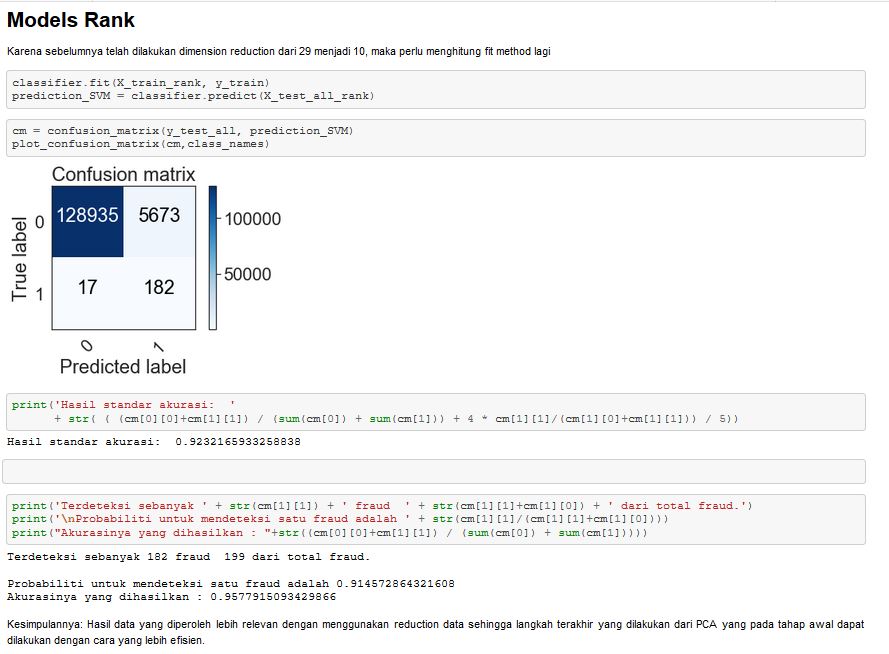 Models Rank
Karena sebelumnya telah dilakukan dimension reduction dari 29 menjadi 10, maka perlu menghitung fit method lagi
classifier.fit(X_train_rank, y_train)
prediction_SVM = classifier.predict(X_test_all_rank)
cm = confusion_matrix(y_test_all, prediction_SVM)
plot_confusion_matrix(cm,class_names)
Confusion matrix
True label
0
128935 5673
1
17 182
0 1
Predicted label
100000
50000
print('Hasil standar akurasi:  '
      + str( ( (cm[0][0]+cm[1][1]) / (sum(cm[0]) + sum(cm[1])) + 4 * cm[1][1]/(cm[1][0]+cm[1][1])) / 5))
Hasil standar akurasi:  0.9232165933258838
print('Terdeteksi sebanyak ' + str(cm[1][1]) + ' fraud  ' + str(cm[1][1]+cm[1][0]) + ' dari total fraud.')
print('\nProbabiliti untuk mendeteksi satu fraud adalah ' + str(cm[1][1]/(cm[1][1]+cm[1][0])))
print("Akurasinya yang dihasilkan : "+str((cm[0][0]+cm[1][1]) / (sum(cm[0]) + sum(cm[1]))))
Terdeteksi sebanyak 182 fraud  199 dari total fraud.
Probabiliti untuk mendeteksi satu fraud adalah 0.914572864321608
Akurasinya yang dihasilkan : 0.9577915093429866
Kesimpulannya: Hasil data yang diperoleh lebih relevan dengan menggunakan reduction data sehingga langkah terakhir yang dilakukan dari PCA yang pada tahap awal dapat
dilakukan dengan cara yang lebih efisien.